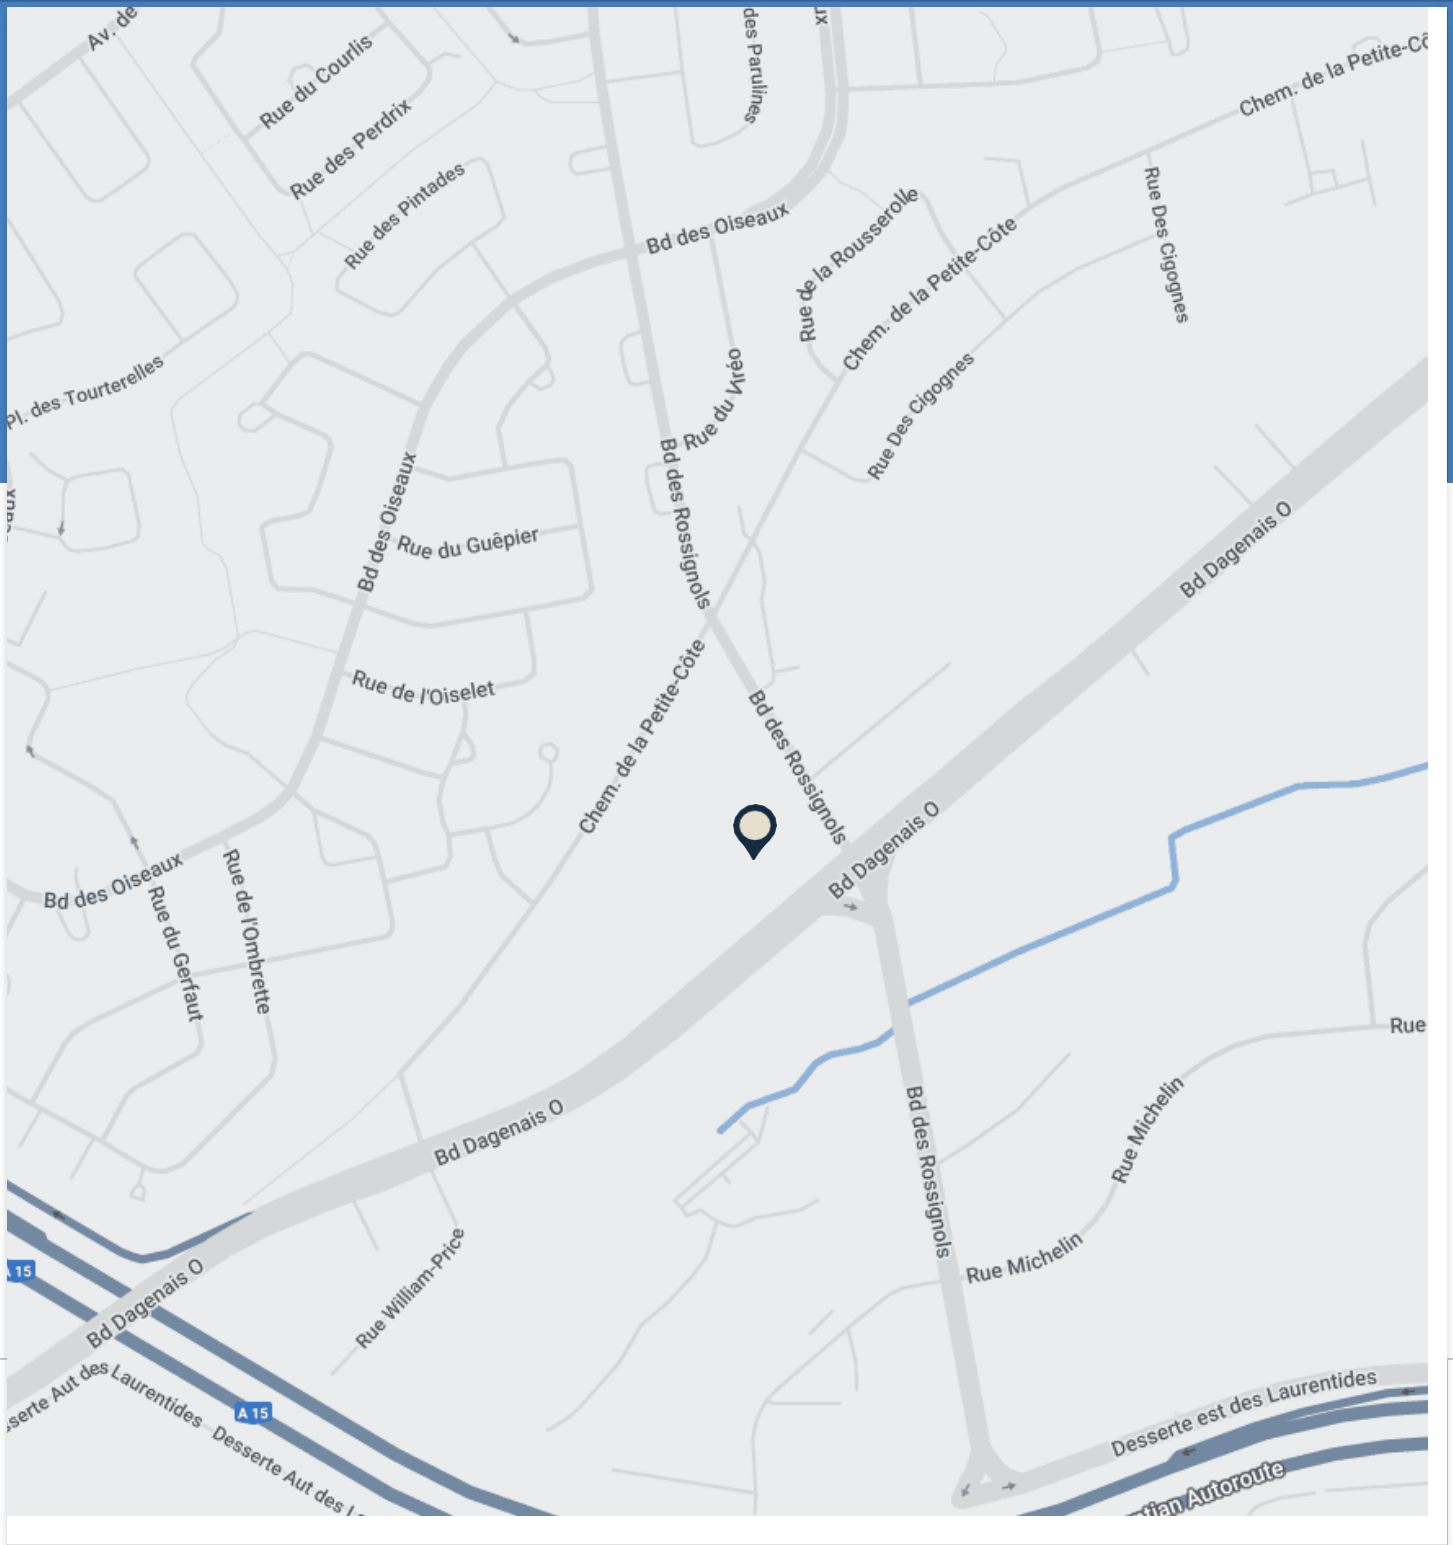 Av. de
Rue du Courlis
des Paruline
Chem. de la Petite-Cô
Rue des Perdrix
Rue des Pintades
Bd des Oiseaux
Rue de la Rousserolle
Chem. de la Petite-Côte
Rue Des Cigognes
Pl. des Tourterelles
Rue du Viréo
Rue Des Cigognes
Bd des Oiseaux
Rue du Guêpier
Bd des Rossignols
Bd Dagenais O
Rue de l'Oiselet
Chem. de la Petite-Côte
Bd des Rossignols
Bd Dagenais O
Bd des Oiseaux
Rue du Gerfaut
Rue de l'Ombrette
Rue
Bd Dagenais O
Bd des Rossignols
Rue Michelin
A 15
Bd Dagenais O
Rue William-Price
Rue Michelin
sserte Aut des Laurentides
A 15
Desserte Aut des
Desserte est des Laurentides
tian Autoroute